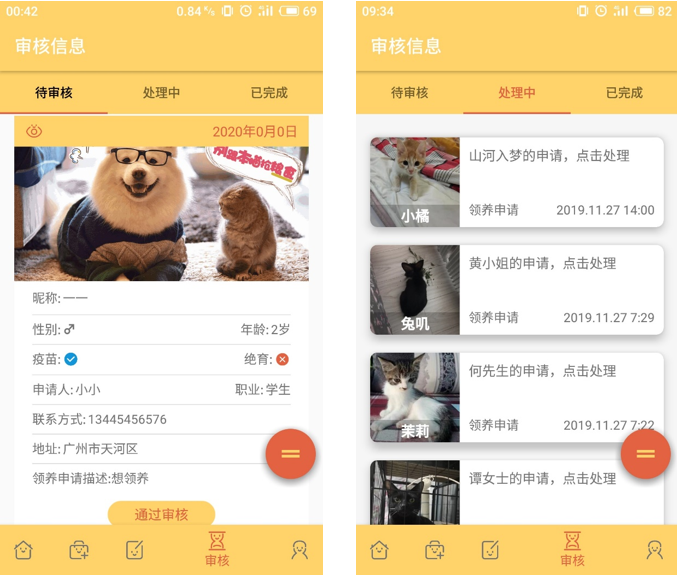 00:42
0.84 K/s
69
审核信息
待审核
处理中
已完成
2020年0月0日
昵称:一一
性别:♂
年龄:2岁
疫苗:
绝育:
申请人:小小
职业:学生
联系方式:13445456576
地址:广州市天河区
领养申请描述:想领养
通过审核
审核
09:34
82
审核信息
待审核
处理中
已完成
山河入梦的申请，点击处理
小橘
领养申请
2019.11.27 14:00
黄小姐的申请，点击处理
兔叽
领养申请
2019.11.27 7:29
何先生的申请，点击处理
茉莉
领养申请
2019.11.27 7:22
谭女士的申请，点击处理
审核